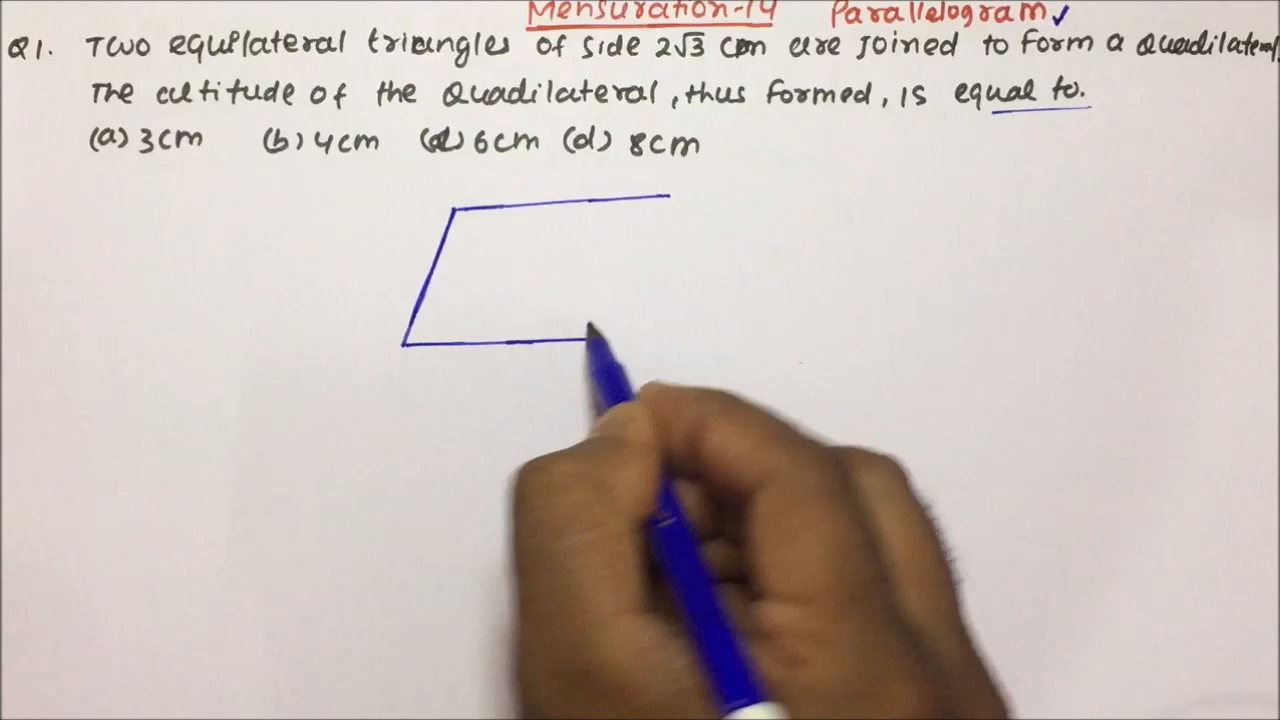 Mensuration-14 Parallelogram
Q1. Two equilateral triangles of side 2√3 cm are joined to form a Quadilateral.
The altitude of the Quadilateral, thus formed, is equal to.
(a) 3cm (b) 4cm (c) 6cm (d) 8cm